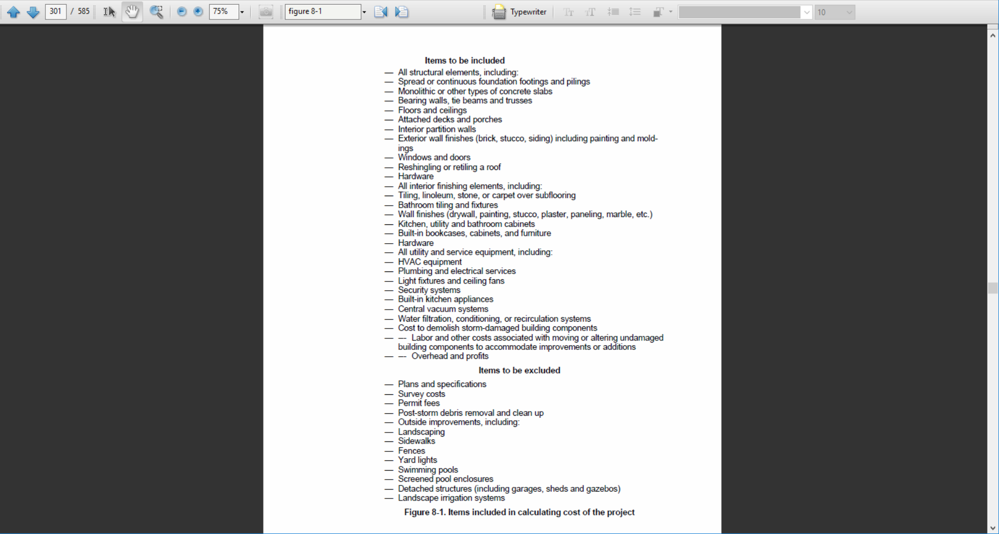 301 / 585 75% figure 8-1 Typewriter 10
Items to be included
— All structural elements, including:
— Spread or continuous foundation footings and pilings
— Monolithic or other types of concrete slabs
— Bearing walls, tie beams and trusses
— Floors and ceilings
— Attached decks and porches
— Interior partition walls
— Exterior wall finishes (brick, stucco, siding) including painting and mold-
ings
— Windows and doors
— Reshingling or retiling a roof
— Hardware
— All interior finishing elements, including:
— Tiling, linoleum, stone, or carpet over subflooring
— Bathroom tiling and fixtures
— Wall finishes (drywall, painting, stucco, plaster, paneling, marble, etc.)
— Kitchen, utility and bathroom cabinets
— Built-in bookcases, cabinets, and furniture
— Hardware
— All utility and service equipment, including:
— HVAC equipment
— Plumbing and electrical services
— Light fixtures and ceiling fans
— Security systems
— Built-in kitchen appliances
— Central vacuum systems
— Water filtration, conditioning, or recirculation systems
— Cost to demolish storm-damaged building components
— –- Labor and other costs associated with moving or altering undamaged
building components to accommodate improvements or additions
— –- Overhead and profits
Items to be excluded
— Plans and specifications
— Survey costs
— Permit fees
— Post-storm debris removal and clean up
— Outside improvements, including:
— Landscaping
— Sidewalks
— Fences
— Yard lights
— Swimming pools
— Screened pool enclosures
— Detached structures (including garages, sheds and gazebos)
— Landscape irrigation systems
Figure 8-1. Items included in calculating cost of the project